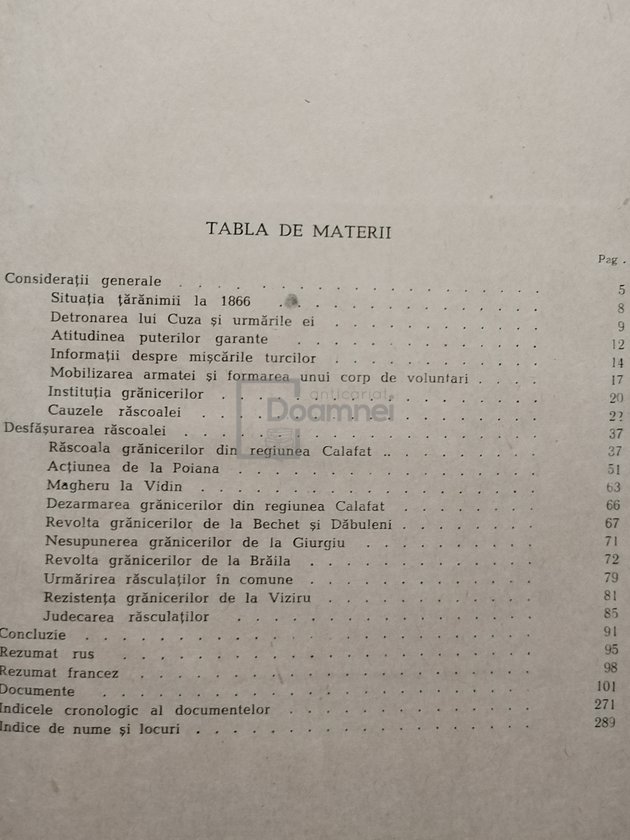 TABLA DE MATERII
Pag.
Considerații generale . . . . . . . . . . . . . . . . 5
Situația țărănimii la 1866 . . . . . . . . . . . . 8
Detronarea lui Cuza și urmările ei . . . . . . . . . . 9
Atitudinea puterilor garante . . . . . . . . . . . 12
Informații despre mișcările turcilor . . . . . . . . . . 14
Mobilizarea armatei și formarea unui corp de voluntari . . . . 17
Instituția grănicerilor . . . . . . . . . . . . . . 20
Cauzele răscoalei . . . . . . . . . . . . . . . 22
anticariat
Doamnei
Desfășurarea răscoalei . . . . . . . . . . . . . . . . 37
Răscoala grănicerilor din regiunea Calafat .. . . . . . . . 37
Acțiunea de la Poiana . . . . . . . . . . . . . . 51
Magheru la Vidin . . . . . . . . . . . . . . . 63
Dezarmarea grănicerilor din regiunea Calafat . . . . . . . 66
Revolta grănicerilor de la Bechet și Dăbuleni . . . . . . . 67
Nesupunerea grănicerilor de la Giurgiu . . . . . . . . 71
Revolta grănicerilor de la Brăila . . . . . . . . . . . 72
Urmărirea răsculaților în comune . . . . . . . . . . 79
Rezistența grănicerilor de la Viziru . . . . . . . . . . 81
Judecarea răsculaților . . . . . . . . . . . . . 85
Concluzie . . . . . . . . . . . . . . . . . . . . 91
Rezumat rus . . . . . . . . . . . . . . . . . . 95
Rezumat francez . . . . . . . . . . . . . . . . . 98
Documente . . . . . . . . . . . . . . . . . . . 101
Indicele cronologic al documentelor . . . . . . . . . . . 271
Indice de nume și locuri . . . . . . . . . . . . . . . 289